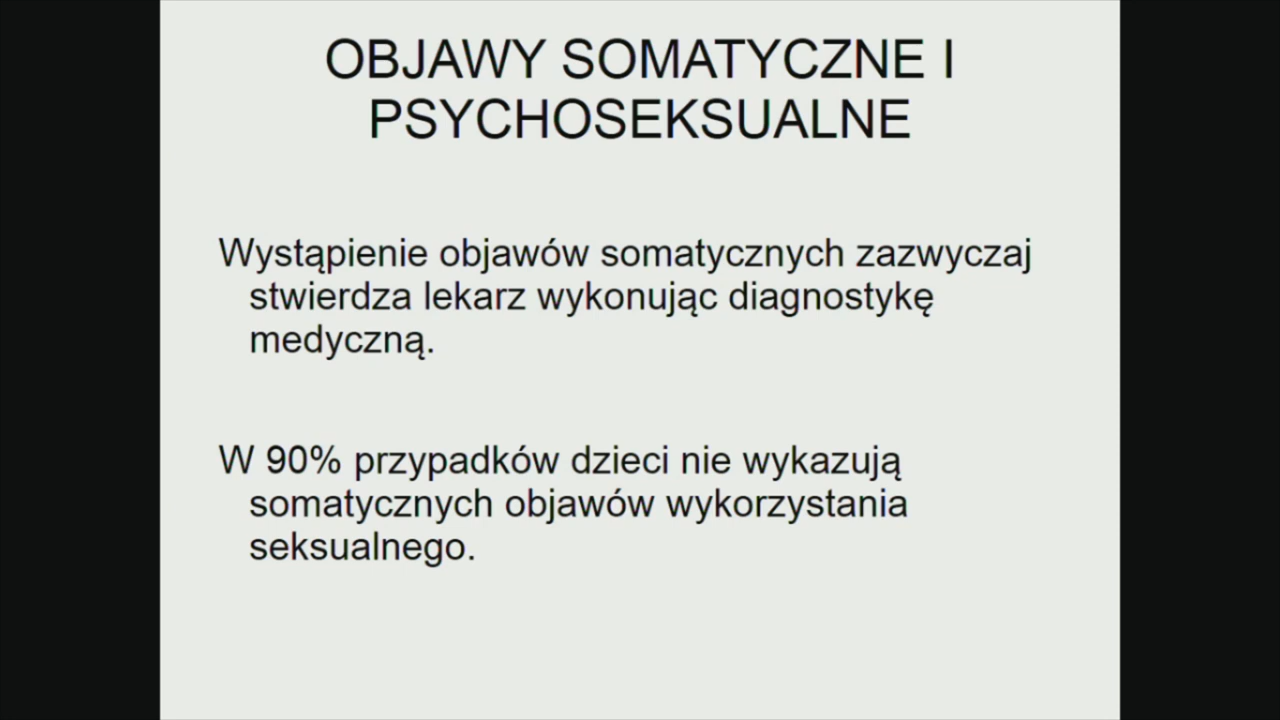 OBJAWY SOMATYCZNE I
PSYCHOSEKSUALNE
Wystąpienie objawów somatycznych zazwyczaj
stwierdza lekarz wykonując diagnostykę
medyczną.
W 90% przypadków dzieci nie wykazują
somatycznych objawów wykorzystania
seksualnego.